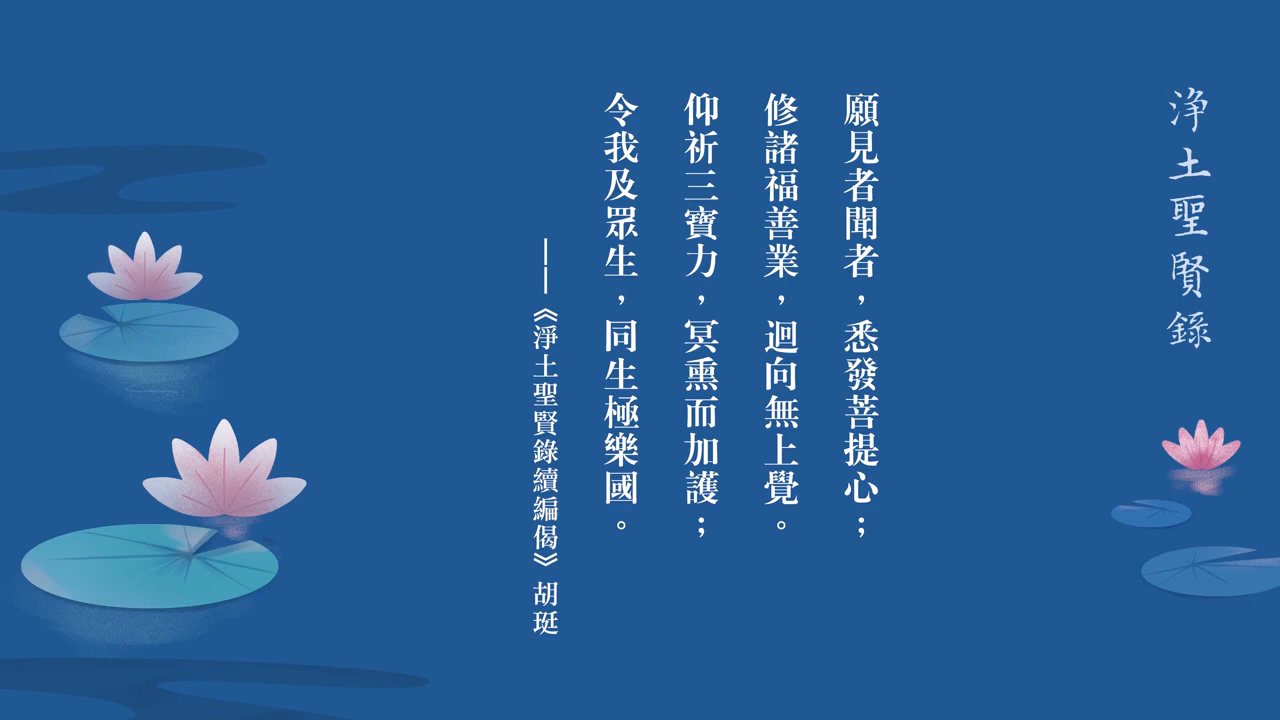 淨土聖賢錄
願見者聞者，悉發菩提心；
修諸福善業，迴向無上覺。
仰祈三寶力，冥熏而加護；
令我及眾生，同生極樂國。
——《淨土聖賢錄續編偈》胡珽